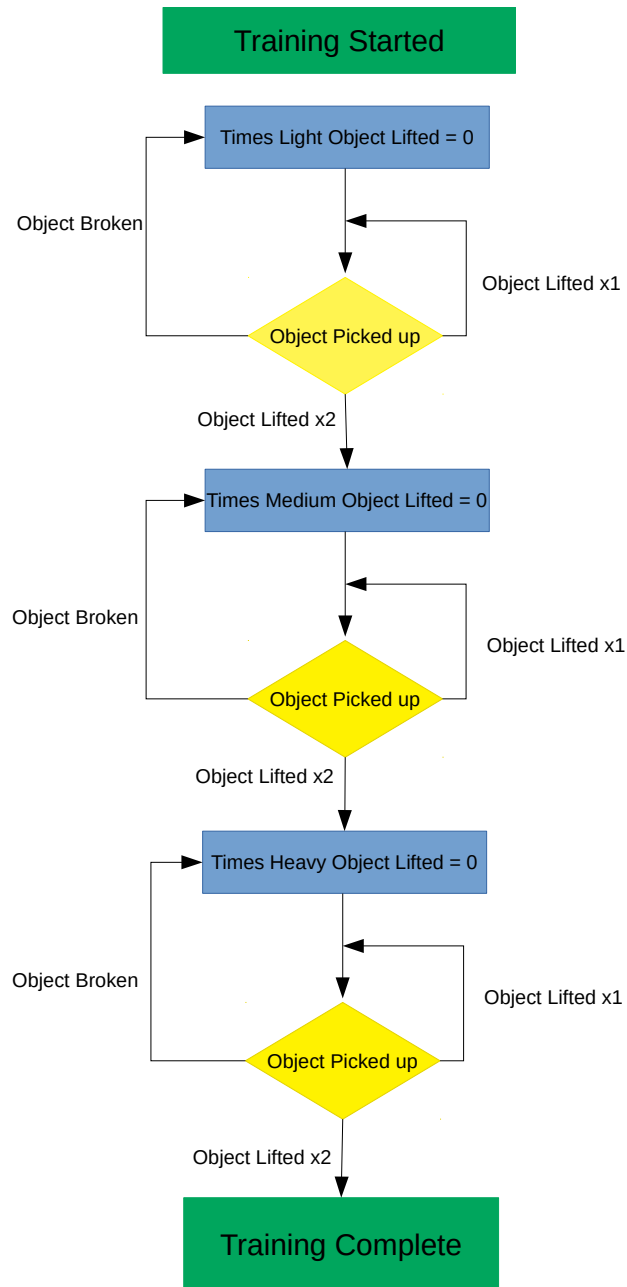 Training Started
Times Light Object Lifted = 0
Object Broken
Object Lifted x1
Object Picked up
Object Lifted x2
Times Medium Object Lifted = 0
Object Broken
Object Lifted x1
Object Picked up
Object Lifted x2
Times Heavy Object Lifted = 0
Object Broken
Object Lifted x1
Object Picked up
Object Lifted x2
Training Complete